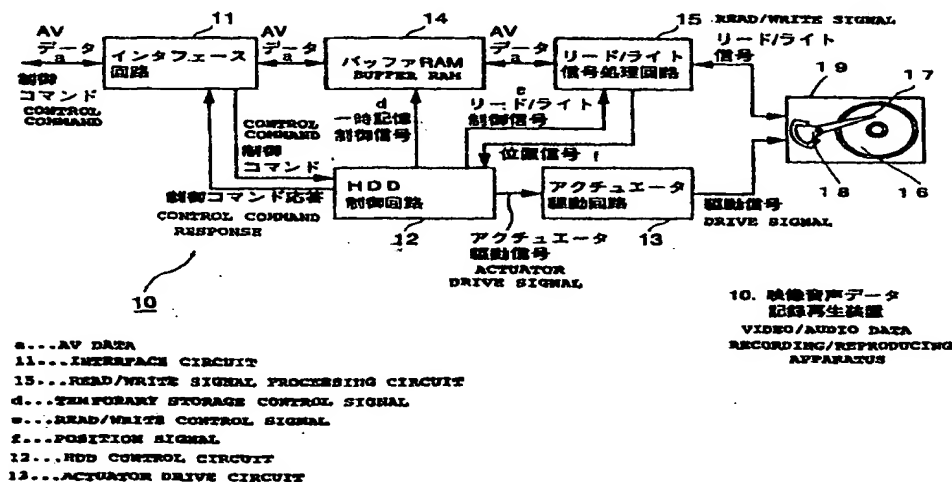 11
14
15
READ/WRITE SIGNAL
AV
データ
a
インタフェース
回路
AV
データ
a
バッファRAM
BUFFER RAM
AV
データ
a
リード/ライト
信号処理回路
リード/ライト
信号
19
17
制御
コマンド
CONTROL
COMMAND
CONTROL
COMMAND
制御
コマンド
d
一時記憶
制御信号
e
リード/ライト
制御信号
位置信号 f
18
16
制御コマンド応答
CONTROL COMMAND
RESPONSE
HDD
制御回路
12
アクチュエータ
駆動回路
13
駆動信号
DRIVE SIGNAL
アクチュエータ
駆動信号
ACTUATOR
DRIVE SIGNAL
10
10. 映像音声データ
記録再生装置
VIDEO/AUDIO DATA
RECORDING/REPRODUCING
APPARATUS
a...AV DATA
11...INTERFACE CIRCUIT
15...READ/WRITE SIGNAL PROCESSING CIRCUIT
d...TEMPORARY STORAGE CONTROL SIGNAL
e...READ/WRITE CONTROL SIGNAL
f...POSITION SIGNAL
12...HDD CONTROL CIRCUIT
13...ACTUATOR DRIVE CIRCUIT